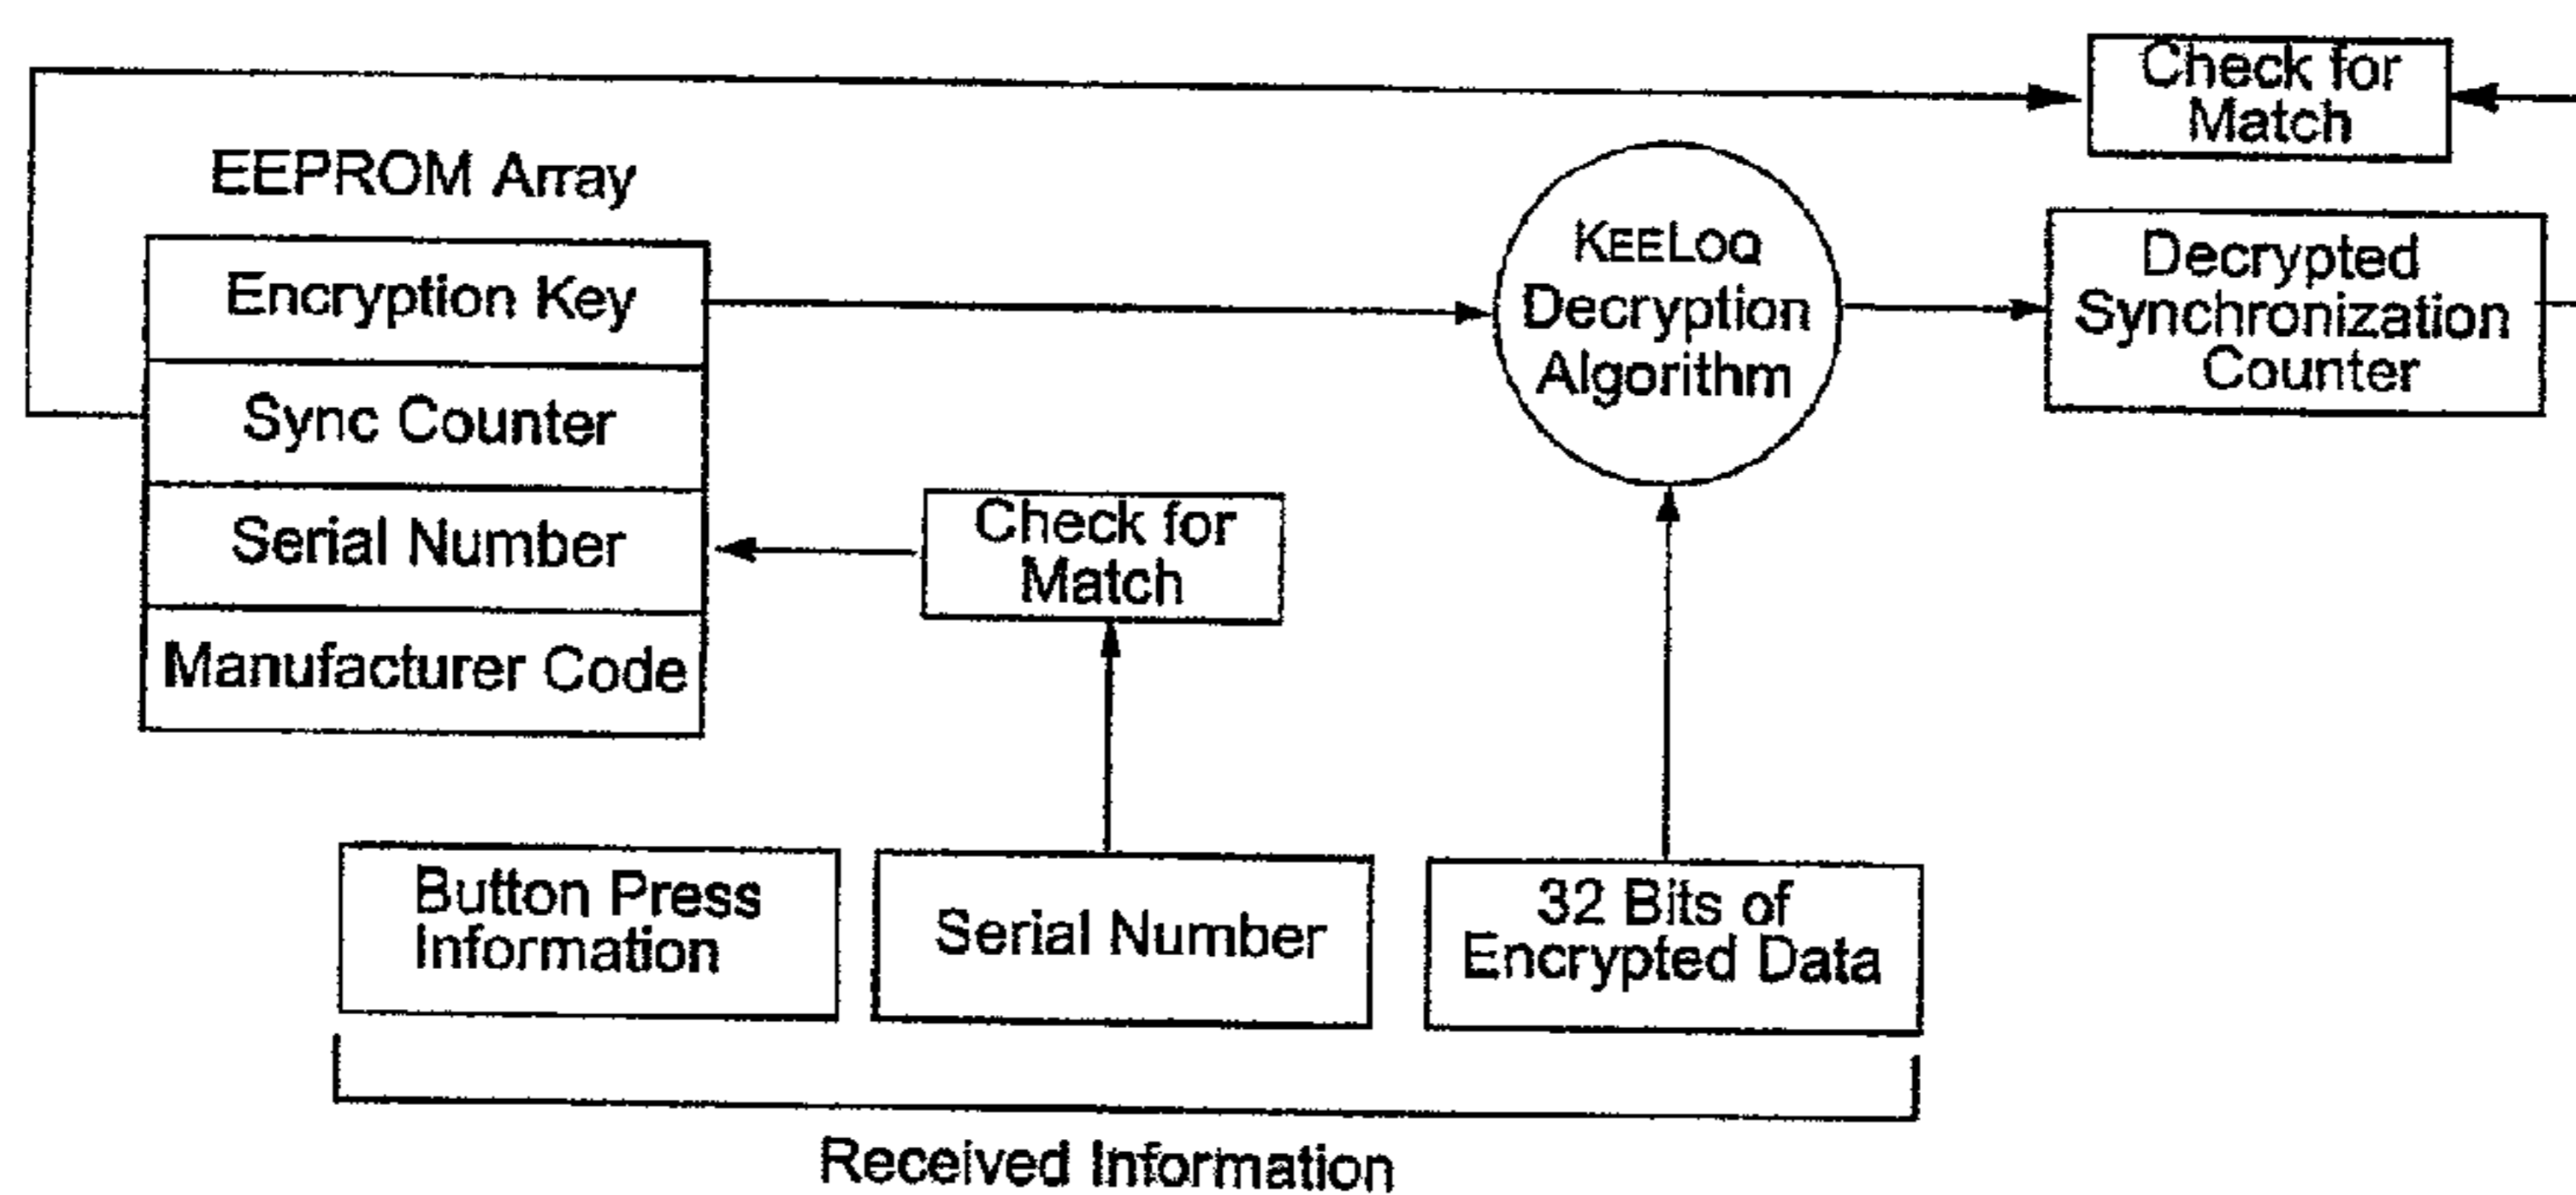 Check for
Match
EEPROM Array
Encryption Key
Sync Counter
Serial Number
Manufacturer Code
KEELOQ
Decryption
Algorithm
Decrypted
Synchronization
Counter
Check for
Match
Button Press
Information
Serial Number
32 Bits of
Encrypted Data
Received Information